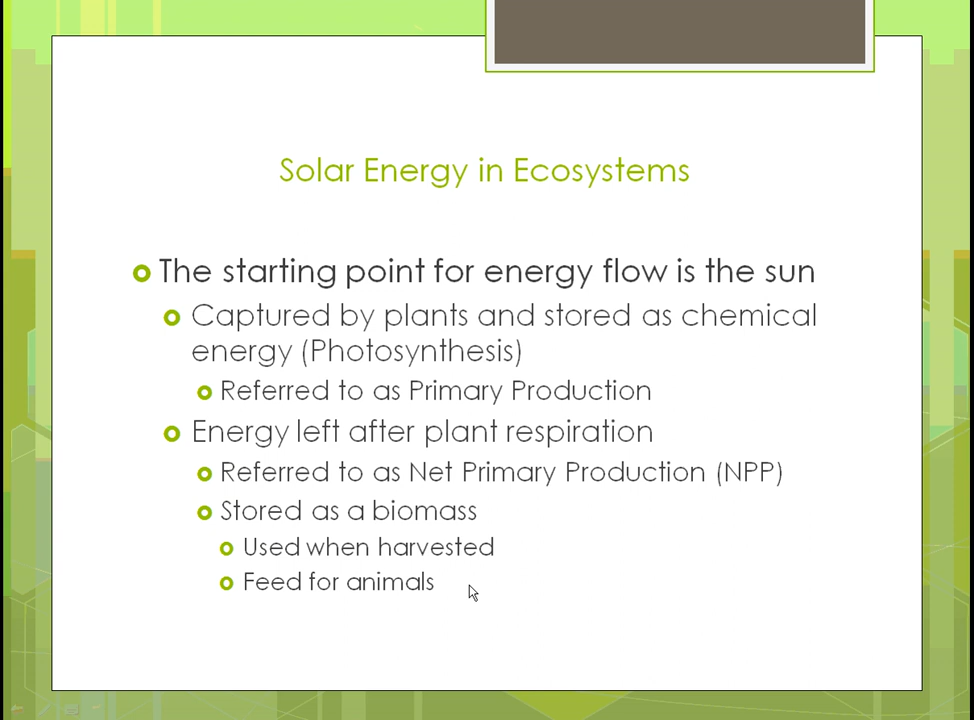 Solar Energy in Ecosystems
The starting point for energy flow is the sun
Captured by plants and stored as chemical
energy (Photosynthesis)
Referred to as Primary Production
Energy left after plant respiration
Referred to as Net Primary Production (NPP)
Stored as a biomass
Used when harvested
Feed for animals